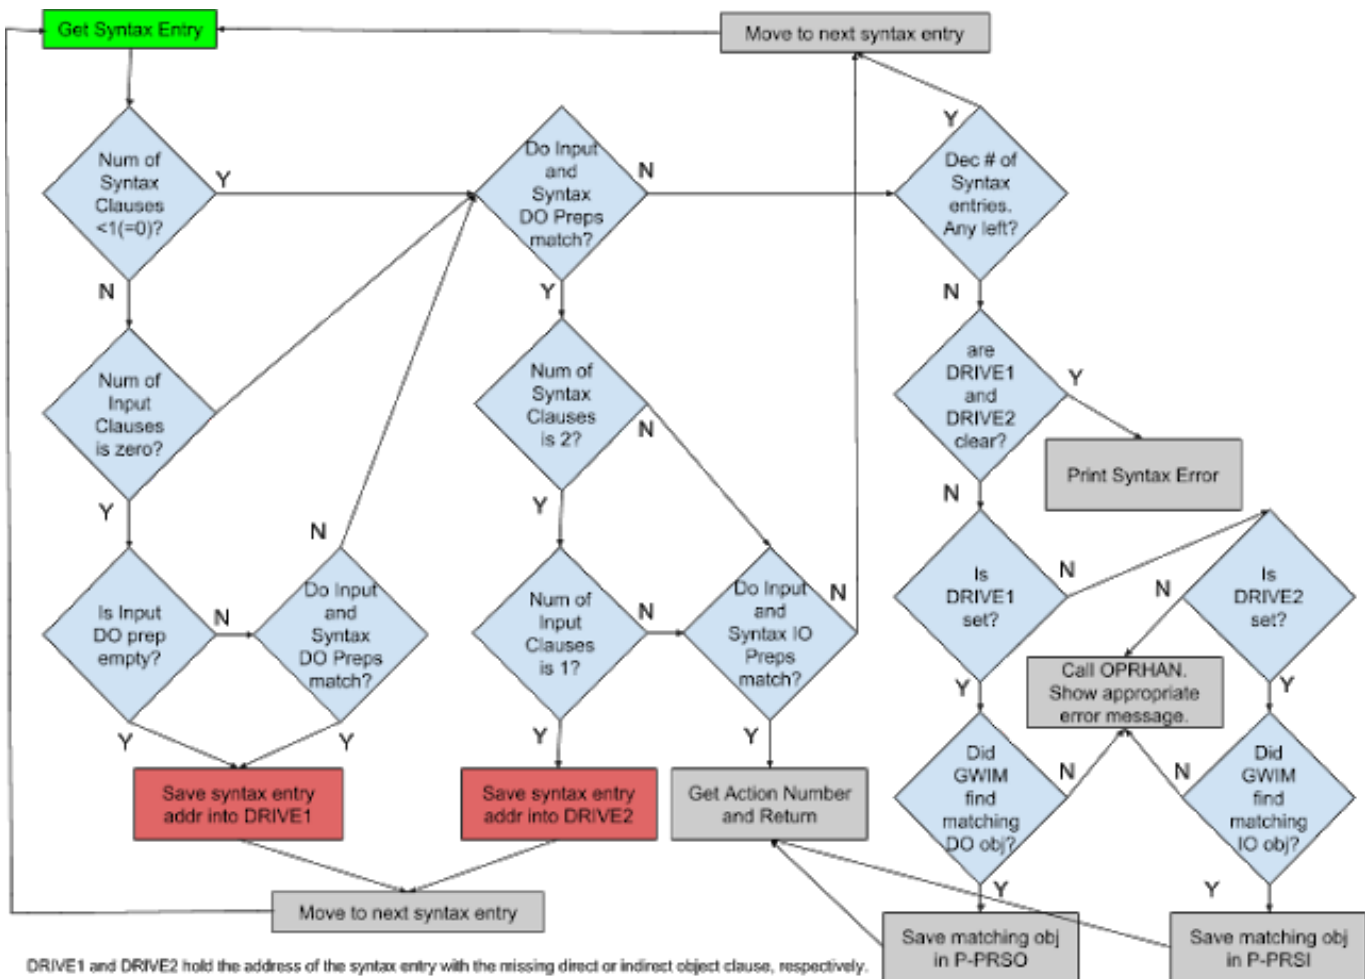 Get Syntax Entry
Move to next syntax entry
Num of
Syntax
Clauses
<1(=0)?
Y
N
Do Input
and
Syntax
DO Preps
match?
N
Y
Dec # of
Syntax
entries.
Any left?
Y
N
Num of
Input
Clauses
is zero?
Y
Num of
Syntax
Clauses
is 2?
N
Y
are
DRIVE1
and
DRIVE2
clear?
Y
N
Print Syntax Error
Is Input
DO prep
empty?
N
Y
Do Input
and
Syntax
DO Preps
match?
N
Y
Num of
Input
Clauses
is 1?
N
Y
Do Input
and
Syntax IO
Preps
match?
N
Y
Is
DRIVE1
set?
N
Y
Is
DRIVE2
set?
N
Y
Call OPRHAN.
Show appropriate
error message.
Save syntax entry
addr into DRIVE1
Save syntax entry
addr into DRIVE2
Get Action Number
and Return
Did
GWIM
find
matching
DO obj?
N
Y
Did
GWIM
find
matching
IO obj?
N
Y
Move to next syntax entry
Save matching obj
in P-PRSO
Save matching obj
in P-PRSI
DRIVE1 and DRIVE2 hold the address of the syntax entry with the missing direct or indirect object clause, respectively.